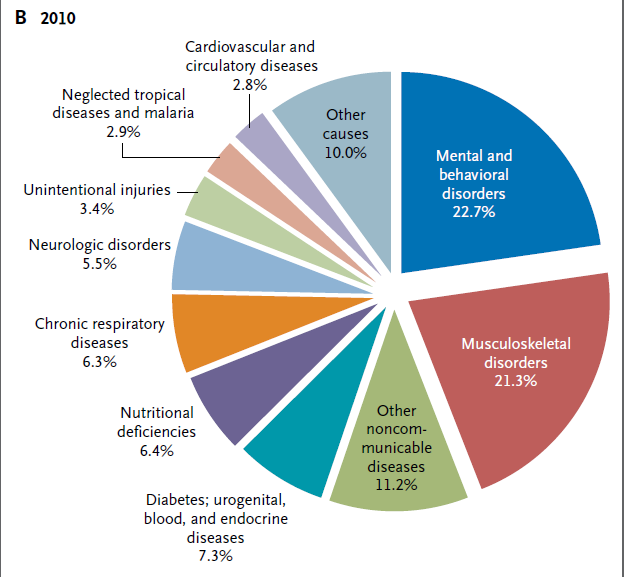 B 2010
Cardiovascular and
circulatory diseases
2.8%
Neglected tropical
diseases and malaria
2.9%
Unintentional injuries
3.4%
Neurologic disorders
5.5%
Chronic respiratory
diseases
6.3%
Nutritional
deficiencies
6.4%
Diabetes; urogenital,
blood, and endocrine
diseases
7.3%
Other
causes
10.0%
Mental and
behavioral
disorders
22.7%
Musculoskeletal
disorders
21.3%
Other
noncom-
municable
diseases
11.2%